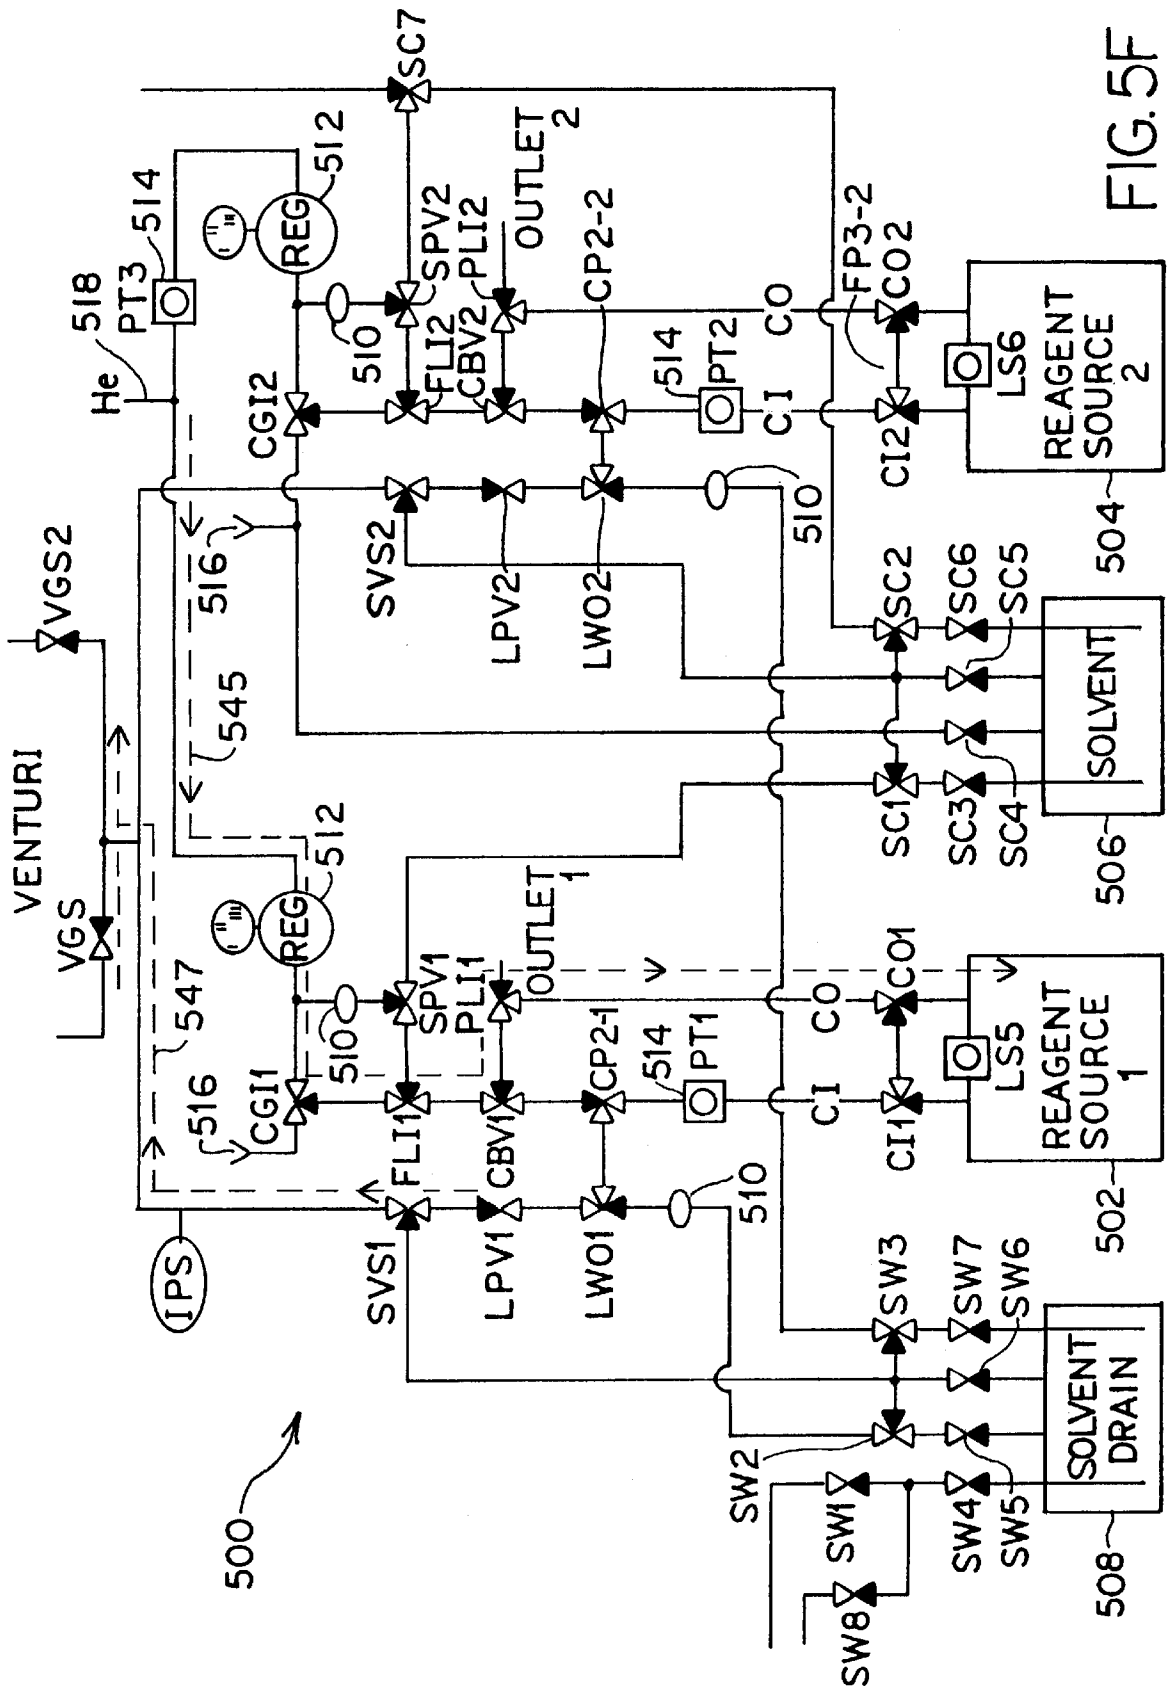 VENTURI
VGS
VGS2
He
518
PT3
514
547
545
516
516
IPS
REG
512
REG
512
CGI1
CGI2
510
510
SVS1
FLI1
SPV1
PLI1
OUTLET
1
SVS2
FLI2
SPV2
CBV2
PLI2
OUTLET
2
SC7
LPV1
CBV1
LPV2
LWO1
CP2-1
LWO2
CP2-2
510
514
PT1
510
514
PT2
CI
CO
CI
CO
FP3-2
500
SW8
SW1
SW2
SW3
CI1
CO1
SC1
SC2
CI2
CO2
SW4
SW5
SW7
SW6
SC3
SC4
SC6
SC5
LS5
LS6
SOLVENT
DRAIN
508
REAGENT
SOURCE
1
502
SOLVENT
506
REAGENT
SOURCE
2
504
FIG. 5F